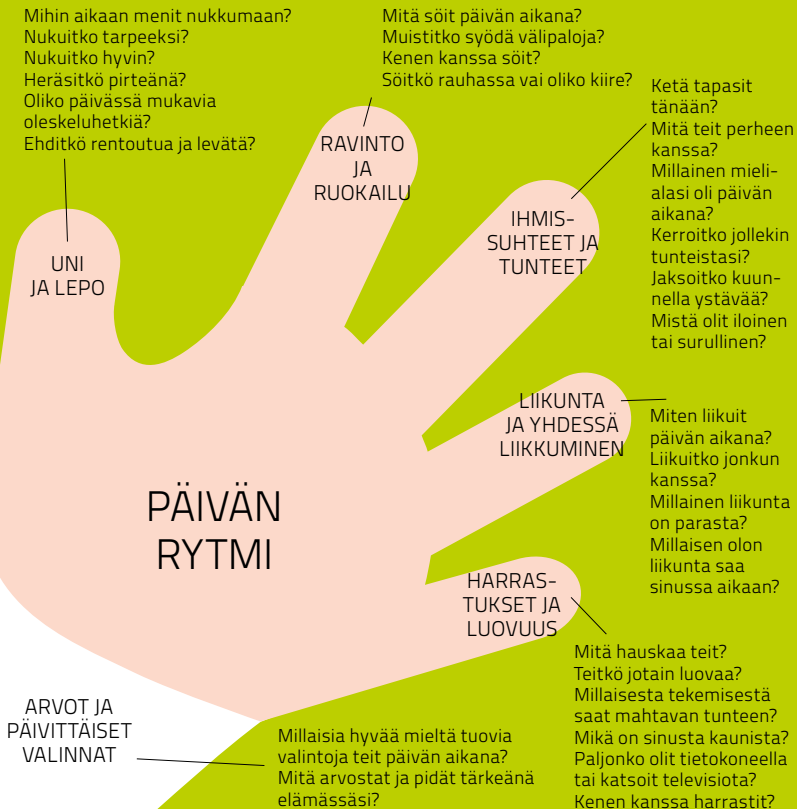 Mihin aikaan menit nukkumaan?
Nukuitko tarpeeksi?
Nukuitko hyvin?
Heräsitkö pirteänä?
Oliko päivässä mukavia
oleskeluhetkiä?
Ehditkö rentoutua ja levätä?
UNI
JA LEPO
Mitä söit päivän aikana?
Muistitko syödä välipaloja?
Kenen kanssa söit?
Söitkö rauhassa vai oliko kiire?
RAVINTO
JA
RUOKAILU
Ketä tapasit
tänään?
Mitä teit perheen
kanssa?
Millainen mieli-
alasi oli päivän
aikana?
Kerroitko jollekin
tunteistasi?
Jaksoitko kuun-
nella ystävää?
Mistä olit iloinen
tai surullinen?
IHMIS-
SUHTEET JA
TUNTEET
LIIKUNTA
JA YHDESSÄ
LIIKKUMINEN
Miten liikuit
päivän aikana?
Liikuitko jonkun
kanssa?
Millainen liikunta
on parasta?
Millaisen olon
liikunta saa
sinussa aikaan?
PÄIVÄN
RYTMI
HARRAS-
TUKSET JA
LUOVUUS
Mitä hauskaa teit?
Teitkö jotain luovaa?
Millaisesta tekemisestä
saat mahtavan tunteen?
Mikä on sinusta kaunista?
Paljonko olit tietokoneella
tai katsoit televisiota?
Kenen kanssa harrastit?
ARVOT JA
PÄIVITTÄISET
VALINNAT
Millaisia hyvää mieltä tuovia
valintoja teit päivän aikana?
Mitä arvostat ja pidät tärkeänä
elämässäsi?